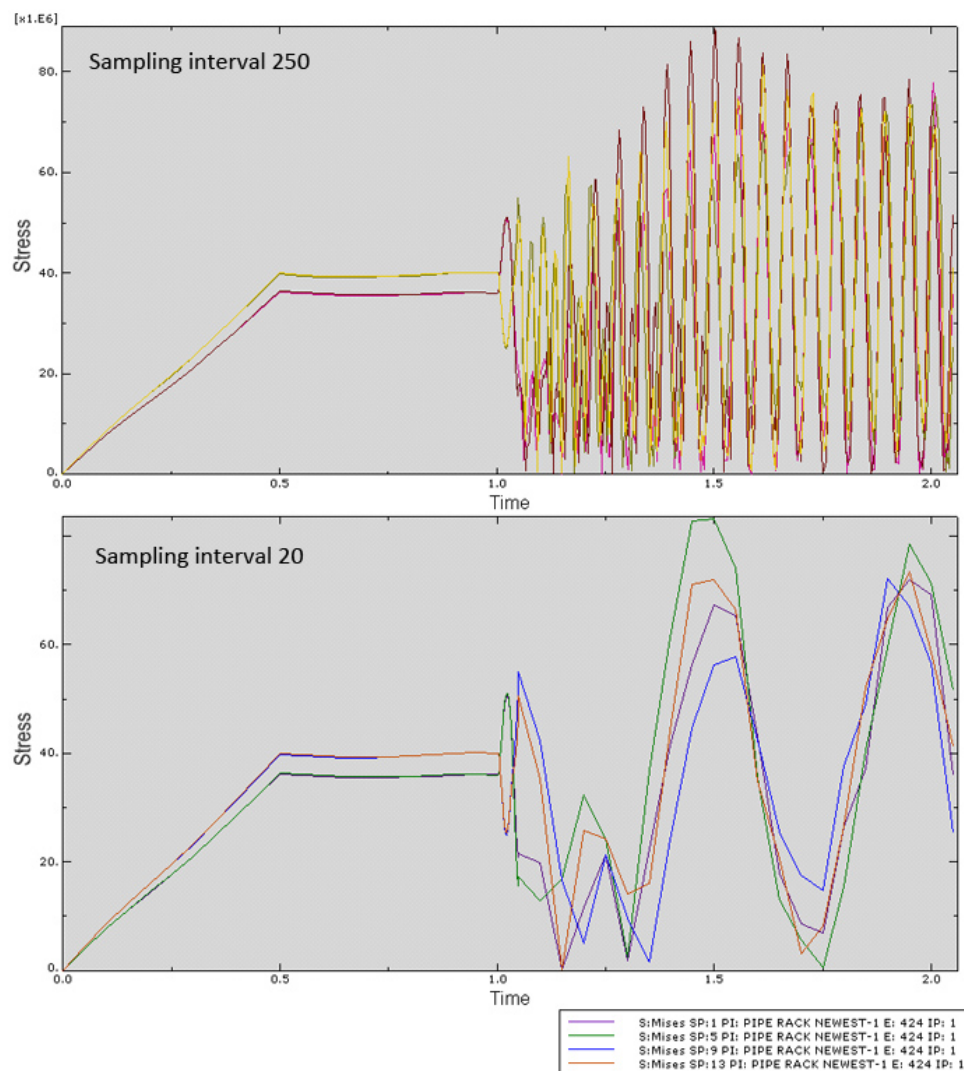 [x1.E6]
Sampling interval 250
80.
60.
40.
20.
0.
Stress
0.0 0.5 1.0 1.5 2.0
Time
Sampling interval 20
60.
40.
20.
0.
Stress
0.0 0.5 1.0 1.5 2.0
Time
S:Mises SP:1 PI: PIPE RACK NEWEST-1 E: 424 IP: 1
S:Mises SP:5 PI: PIPE RACK NEWEST-1 E: 424 IP: 1
S:Mises SP:9 PI: PIPE RACK NEWEST-1 E: 424 IP: 1
S:Mises SP:13 PI: PIPE RACK NEWEST-1 E: 424 IP: 1